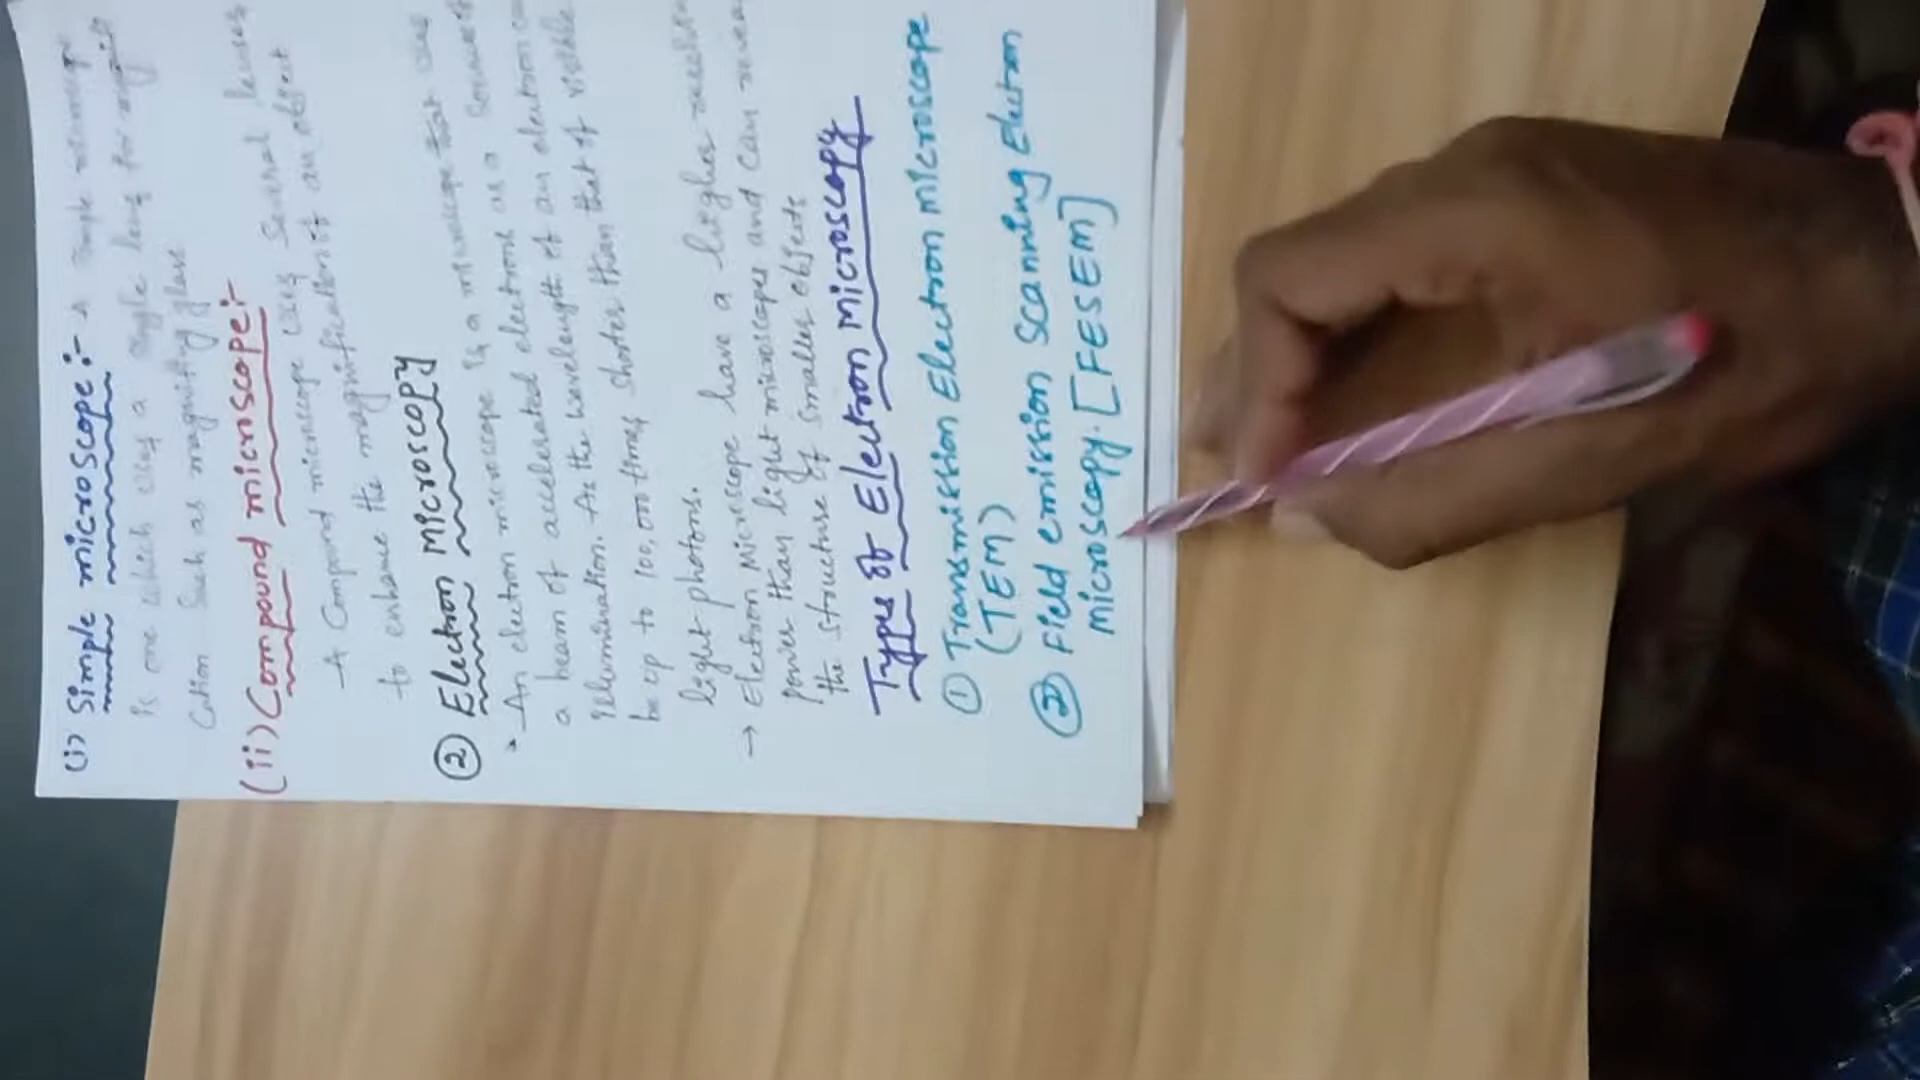 (i) Simple microscope:- A simple microscop
is one which uses a single lens for magnifi
cation such as magnifying glass
(ii) Compound microscope:-
A Compound microscope uses several lenses
to enhance the magnification of an object
② Electron Microscopy
An electron microscope is a microscope that uses
a beam of accelerated electrons as a source of
illumination. As the wavelength of an electron ca
be up to 100,000 times shorter than that of visible
light photons.
→ Electron Microscope have a higher resolvin
power than light microscopes and can revea
the structure of smaller objects
Types of Electron Microscopy
① Transmission Electron microscope
(TEM)
② Field emission Scanning Electron
microscopy. [FESEM]